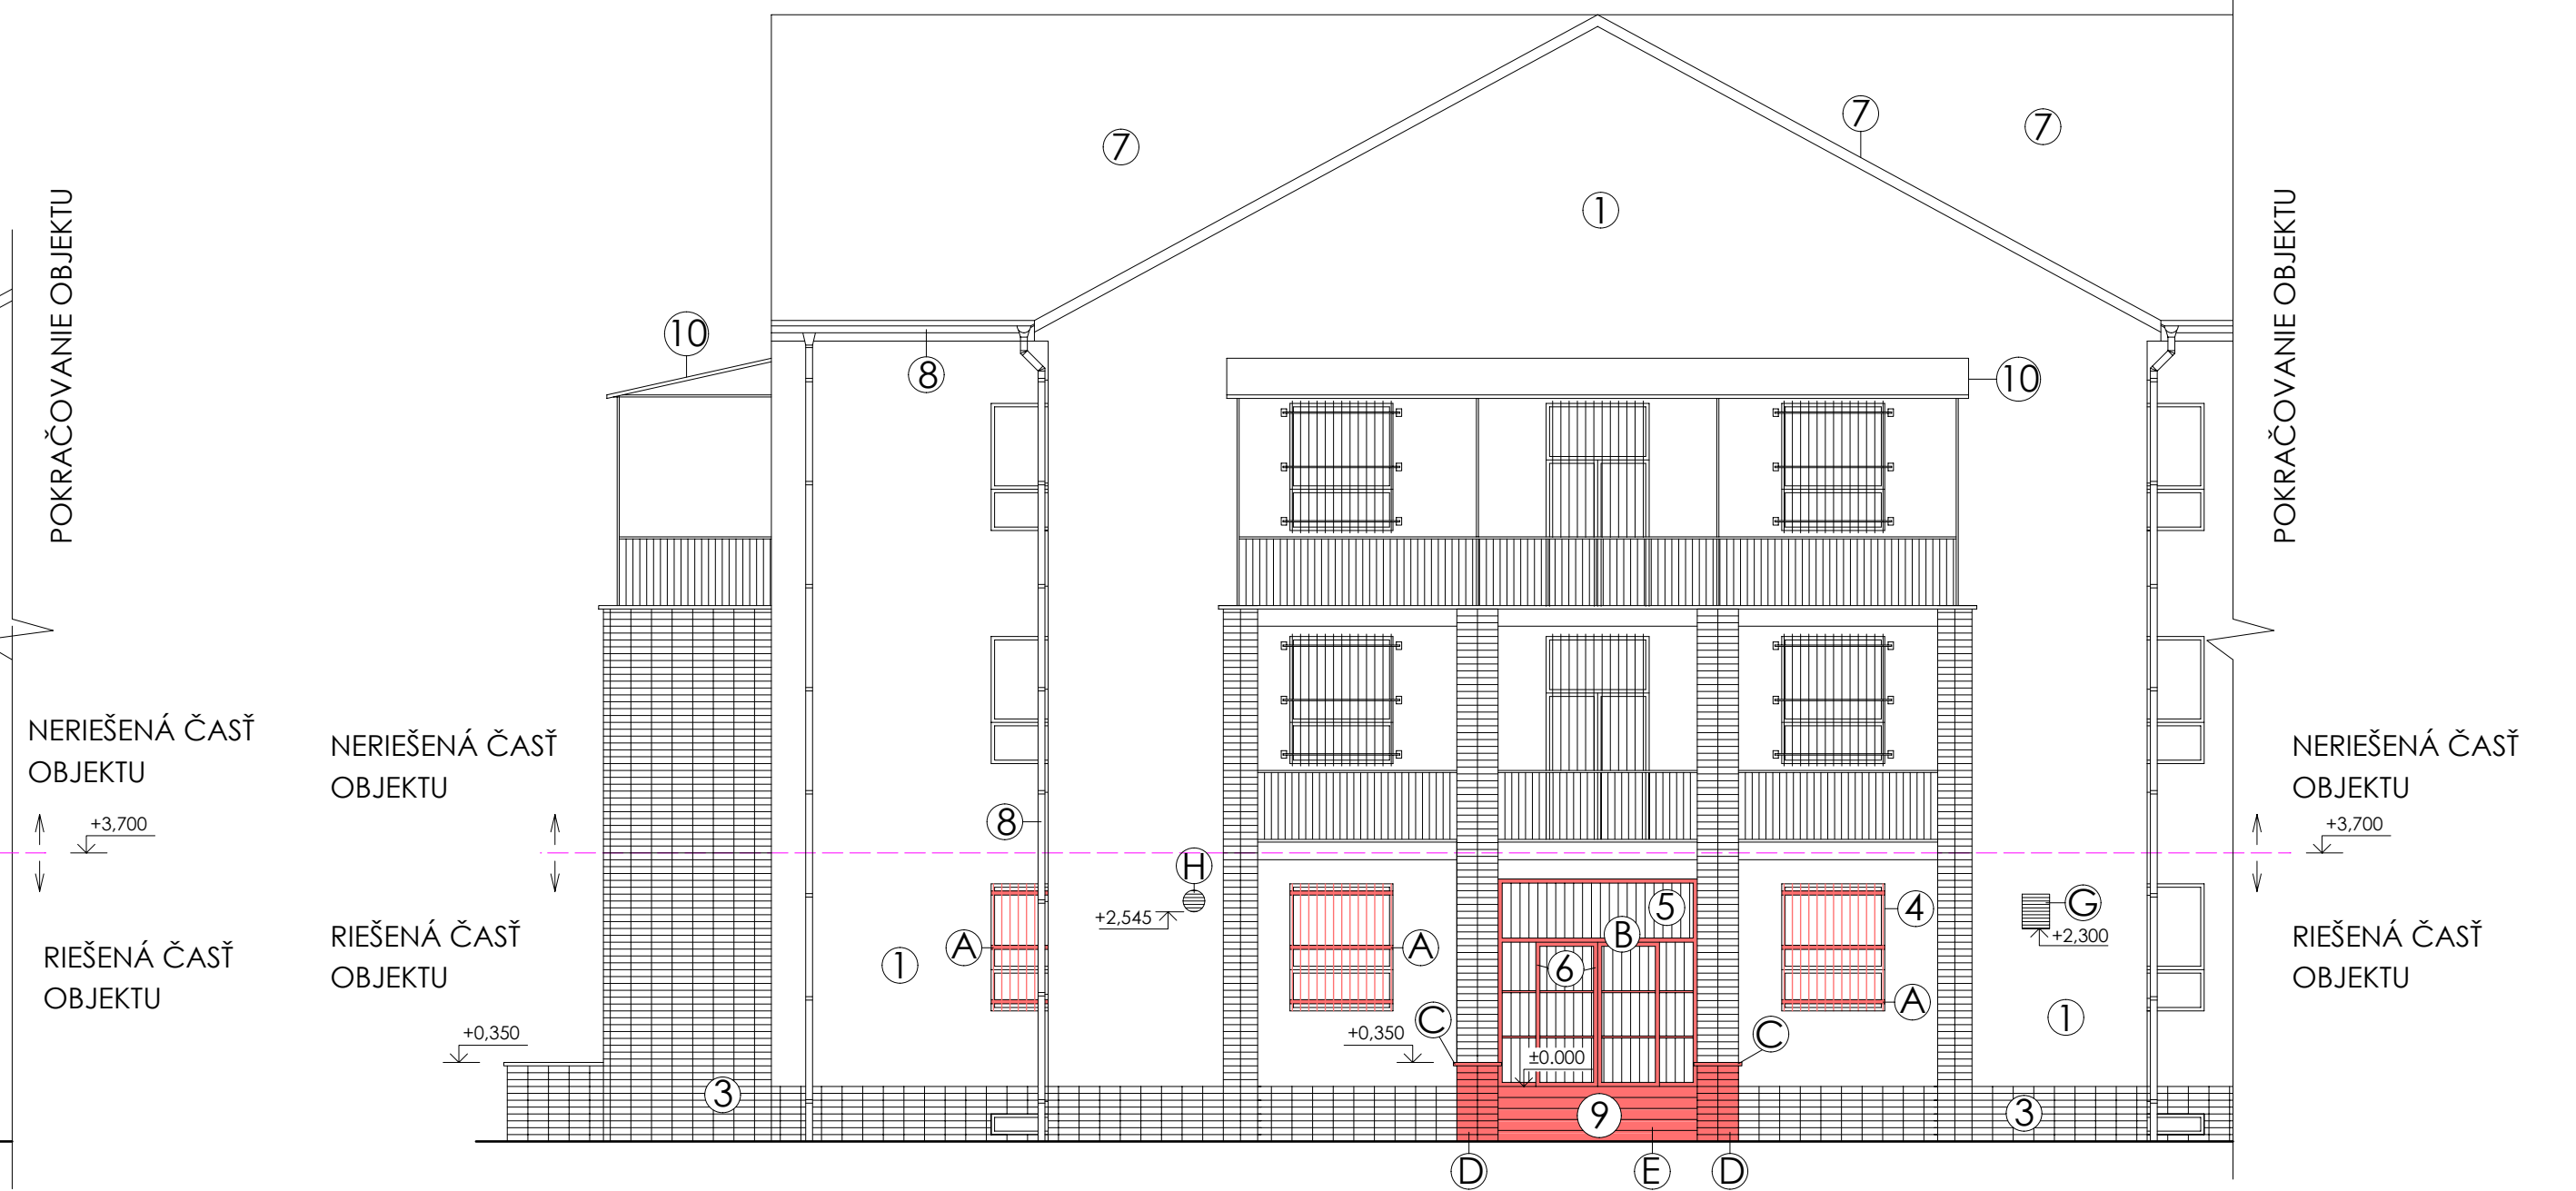 7
7
7
1
POKRAČOVANIE OBJEKTU
POKRAČOVANIE OBJEKTU
10
8
10
NERIEŠENÁ ČASŤ
OBJEKTU
NERIEŠENÁ ČASŤ
OBJEKTU
NERIEŠENÁ ČASŤ
OBJEKTU
+3,700
8
+3,700
H
+2,545
5
4
G
+2,300
B
A
A
6
A
1
RIEŠENÁ ČASŤ
OBJEKTU
RIEŠENÁ ČASŤ
OBJEKTU
RIEŠENÁ ČASŤ
OBJEKTU
1
C
C
+0,350
+0,350
±0.000
3
9
3
D
E
D